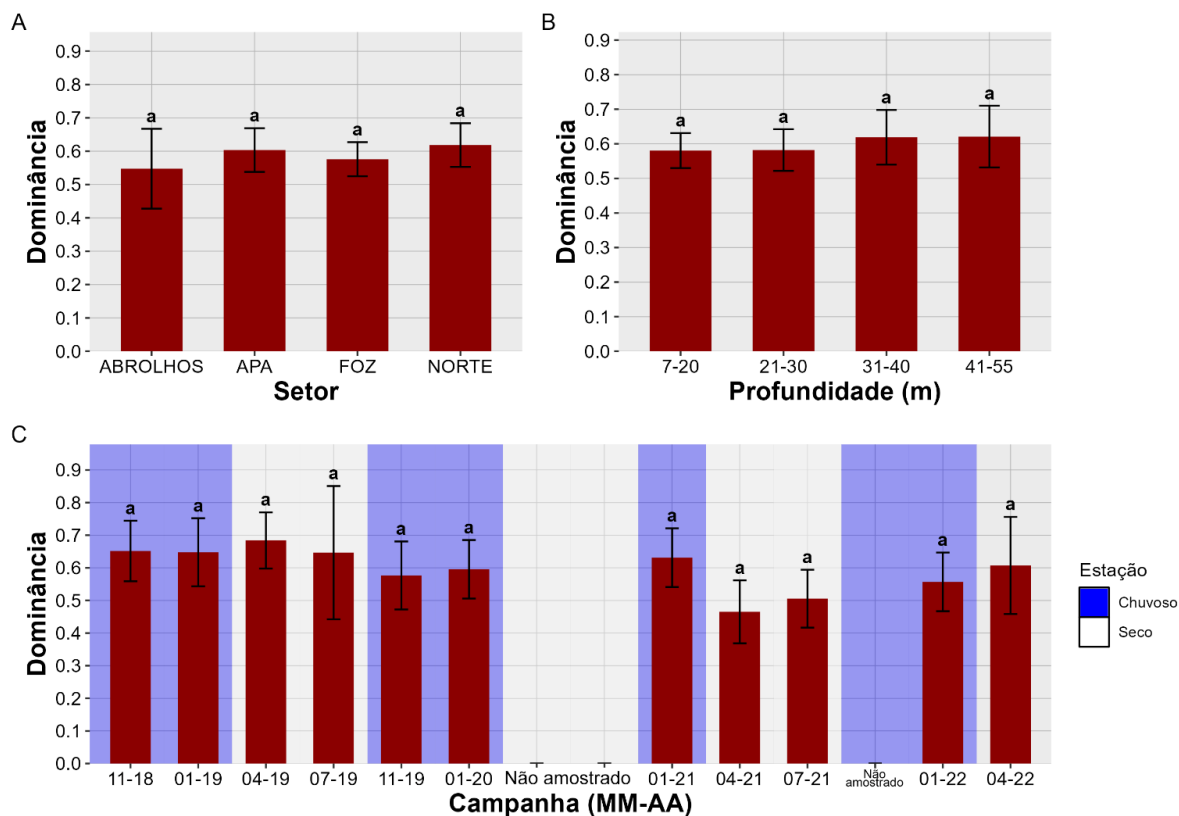 A
Dominância
0.9
0.8
0.7
0.6
0.5
0.4
0.3
0.2
0.1
0.0
a a a a
ABROLHOS APA FOZ NORTE
Setor
B
Dominância
0.9
0.8
0.7
0.6
0.5
0.4
0.3
0.2
0.1
0.0
a a a a
7-20 21-30 31-40 41-55
Profundidade (m)
C
Dominância
0.9
0.8
0.7
0.6
0.5
0.4
0.3
0.2
0.1
0.0
a a a a a a a a a a a
11-18 01-19 04-19 07-19 11-19 01-20 Não amostrado 01-21 04-21 07-21 Não amostrado 01-22 04-22
Campanha (MM-AA)
Estação
Chuvoso
Seco